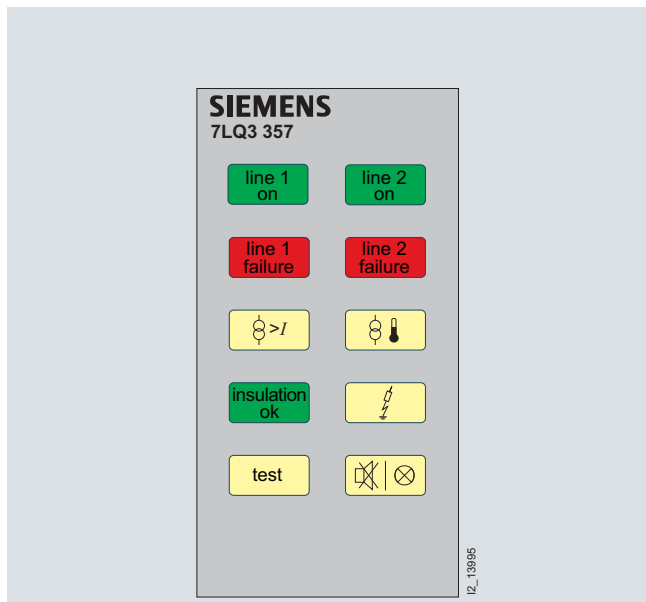 SIEMENS
7LQ3 357
line 1
on
line 2
on
line 1
failure
line 2
failure
>I
insulation
ok
test
I2_13995